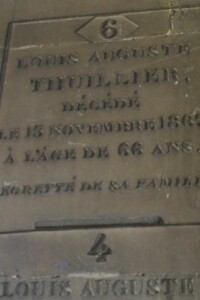 6
LOUIS AUGUSTE
THUILLIER,
DÉCÉDÉ
LE 15 NOVEMBRE
À L'ÂGE DE 66 ANS.
REGRETTÉ DE SA FAMILLE
4
LOUIS AUGUSTE